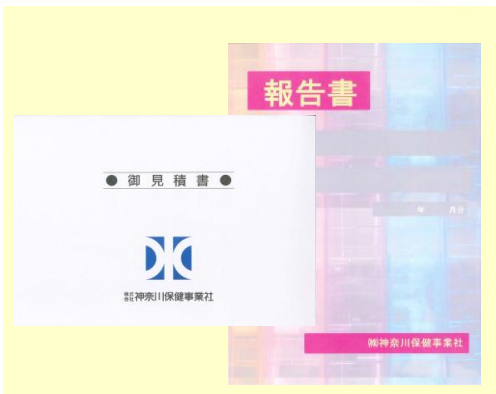 報告書
年 月分
㈱神奈川保健事業社
● 御見積書 ●
株式会社神奈川保健事業社